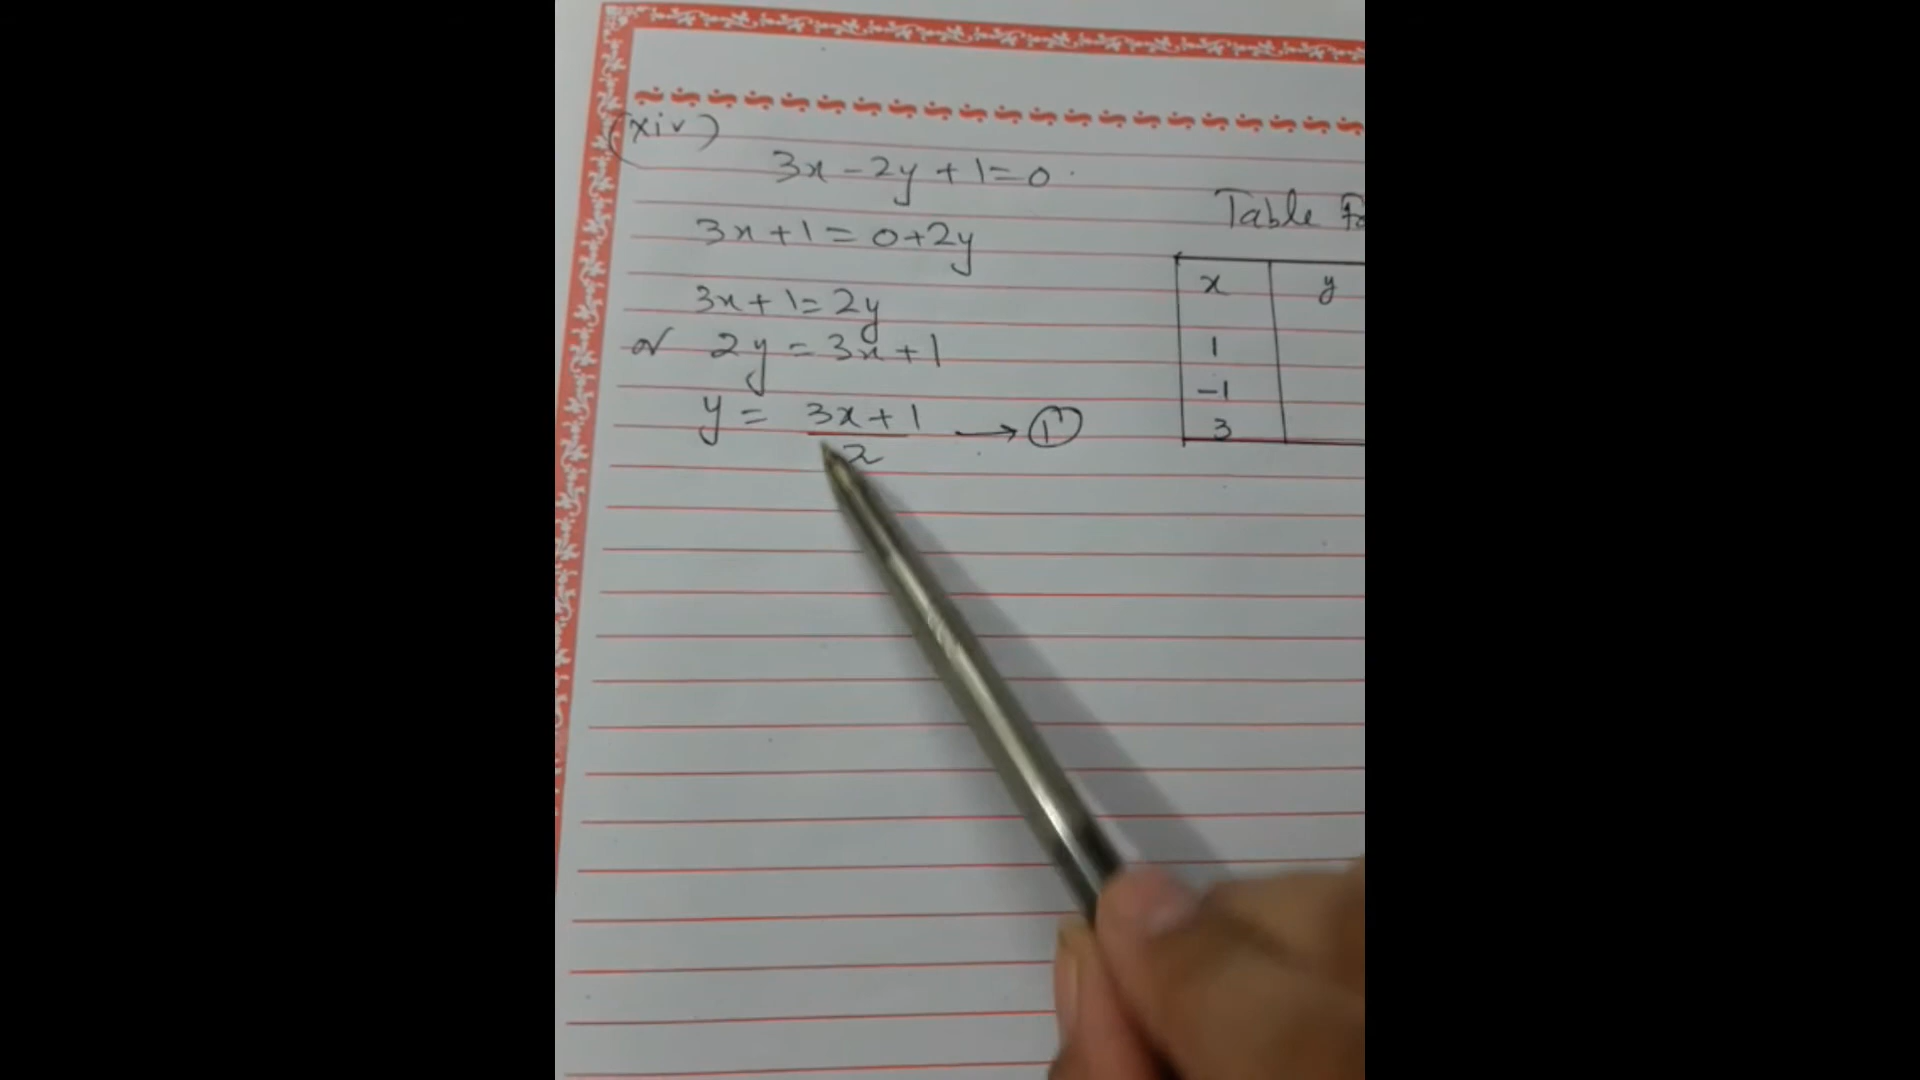 (xiv)
3x - 2y + 1 = 0
3x + 1 = 0 + 2y
3x + 1 = 2y
or 2y = 3x + 1
y = 3x + 1 / 2 →
Table
x y
1
-1
3